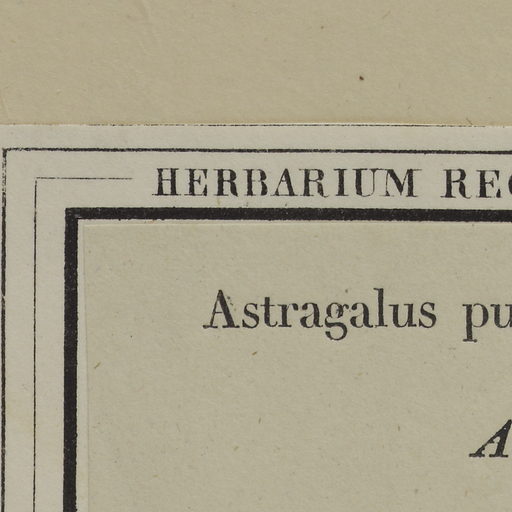 HERBARIUM REG
Astragalus pu
A